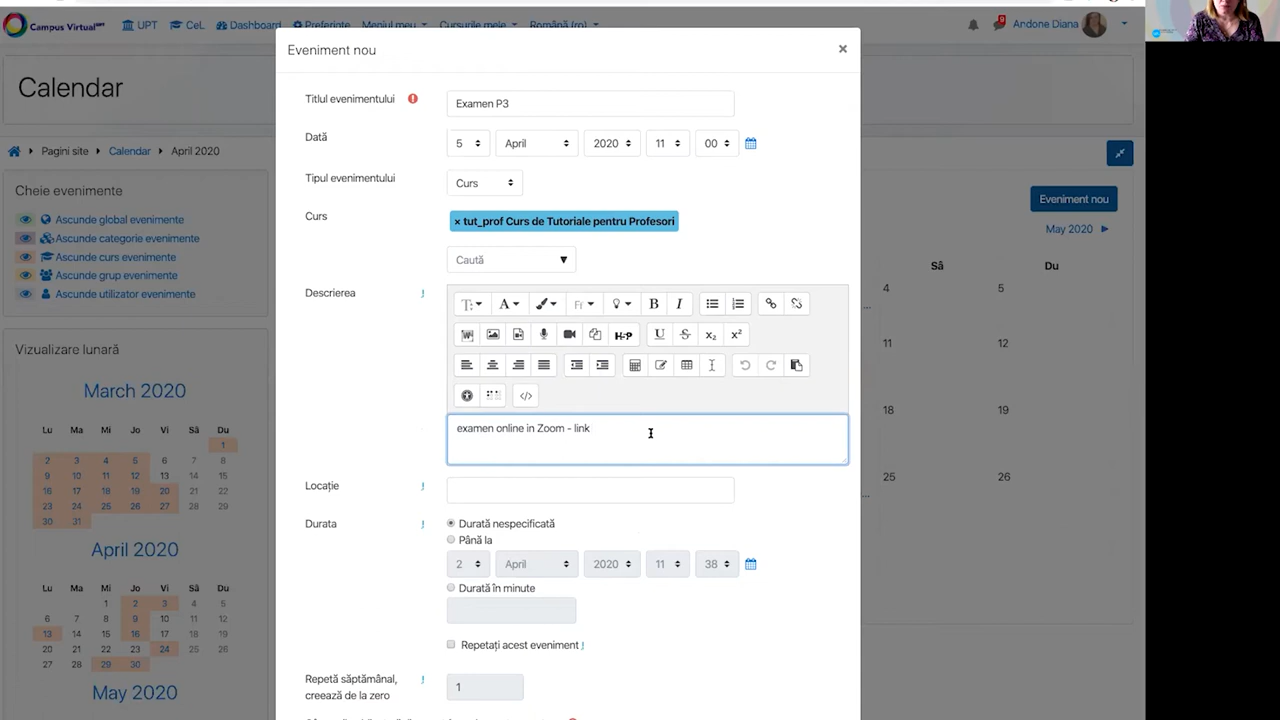 Campus Virtual UPT CeL Dashboard Preferințe Meniul meu Cursurile mele Română (ro) 9 Andone Diana
Eveniment nou ×
Calendar
Titlul evenimentului Examen P3
Dată 5 April 2020 11 00
Pagini site Calendar April 2020
Tipul evenimentului Curs
Cheie evenimente
Eveniment nou
Curs × tut_prof Curs de Tutoriale pentru Profesori
Ascunde global evenimente
May 2020
Ascunde categorie evenimente
Ascunde curs evenimente
Caută
Sâ Du
Ascunde grup evenimente
Ascunde utilizator evenimente
Descrierea
4 5
Vizualizare lunară
11 12
March 2020
18 19
examen online in Zoom - link
Lu Ma Mi Jo Vi Sâ Du
1
2 3 4 5 6 7 8
9 10 11 12 13 14 15
16 17 18 19 20 21 22
23 24 25 26 27 28 29
30 31
25 26
Locație
Durata Durată nespecificată
Până la
2 April 2020 11 38
Durată în minute
April 2020
Lu Ma Mi Jo Vi Sâ Du
1 2 3 4 5
6 7 8 9 10 11 12
13 14 15 16 17 18 19
20 21 22 23 24 25 26
27 28 29 30
Repetați acest eveniment
Repetă săptămânal,
creează de la zero
1
May 2020